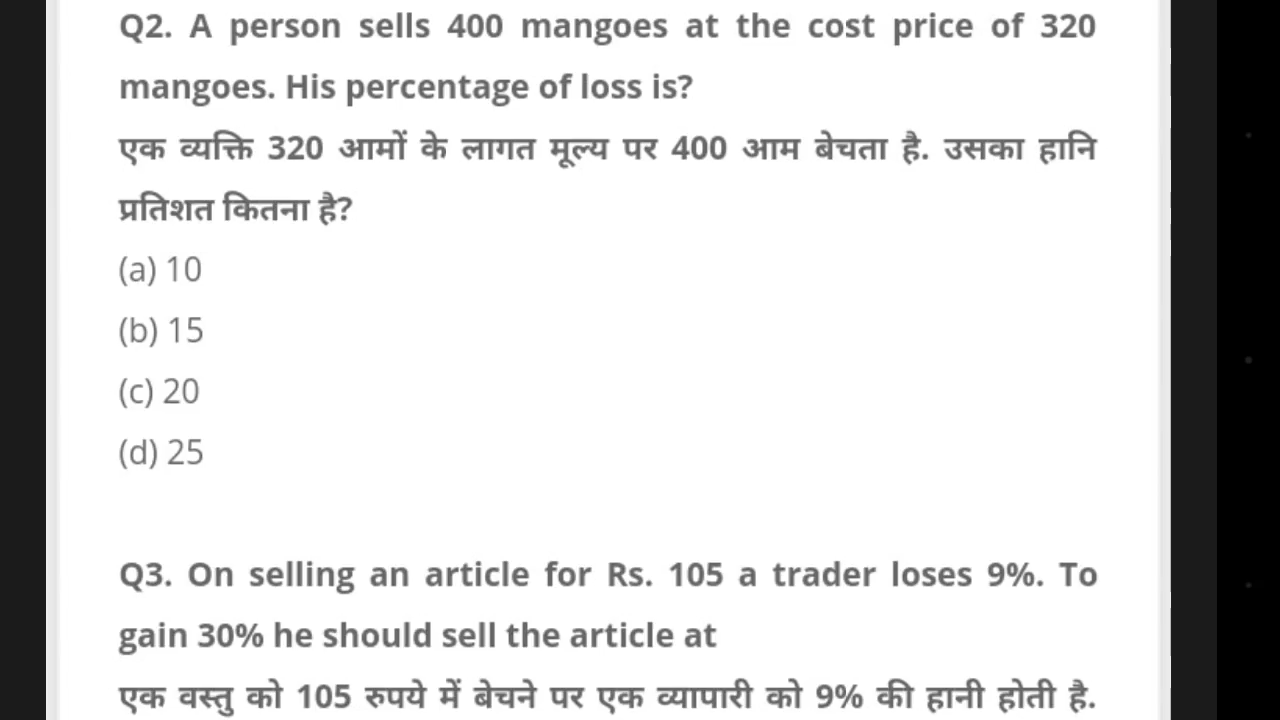 Q2. A person sells 400 mangoes at the cost price of 320
mangoes. His percentage of loss is?
एक व्यक्ति 320 आमों के लागत मूल्य पर 400 आम बेचता है. उसका हानि
प्रतिशत कितना है?
(a) 10
(b) 15
(c) 20
(d) 25
Q3. On selling an article for Rs. 105 a trader loses 9%. To
gain 30% he should sell the article at
एक वस्तु को 105 रुपये में बेचने पर एक व्यापारी को 9% की हानी होती है.